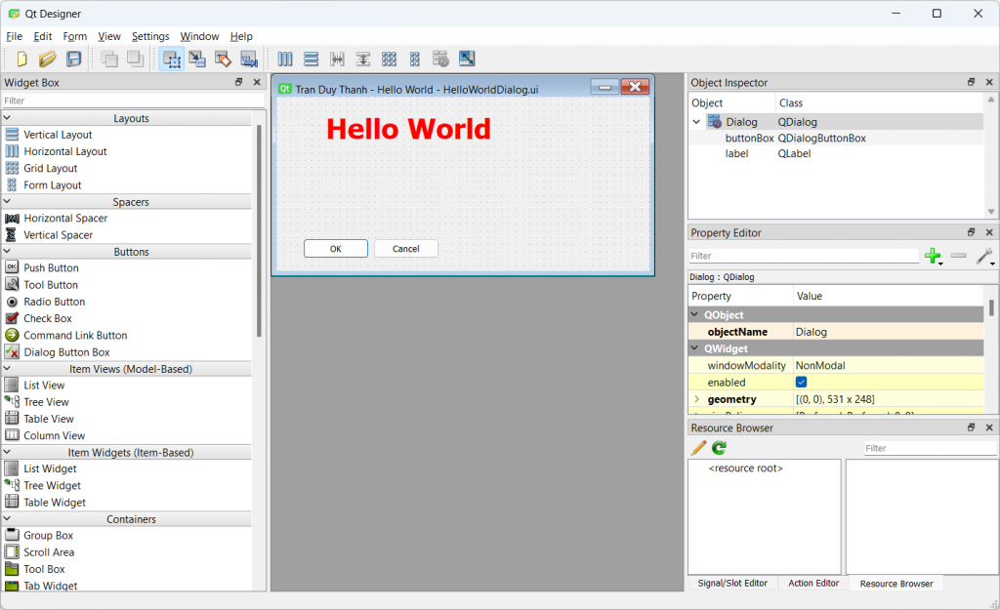 Qt Designer
File Edit Form View Settings Window Help
Widget Box
Filter
Layouts
Vertical Layout
Horizontal Layout
Grid Layout
Form Layout
Spacers
Horizontal Spacer
Vertical Spacer
Buttons
OK Push Button
Tool Button
Radio Button
Check Box
Command Link Button
Dialog Button Box
Item Views (Model-Based)
List View
Tree View
Table View
Column View
Item Widgets (Item-Based)
List Widget
Tree Widget
Table Widget
Containers
Group Box
Scroll Area
Tool Box
Tab Widget
Qt Tran Duy Thanh - Hello World - HelloWorldDialog.ui
Hello World
OK Cancel
Object Inspector
Object Class
Dialog QDialog
buttonBox QDialogButtonBox
label QLabel
Property Editor
Filter
Dialog : QDialog
Property Value
QObject
objectName Dialog
QWidget
windowModality NonModal
enabled
geometry [(0, 0), 531 x 248]
Resource Browser
Filter
<resource root>
Signal/Slot Editor Action Editor Resource Browser